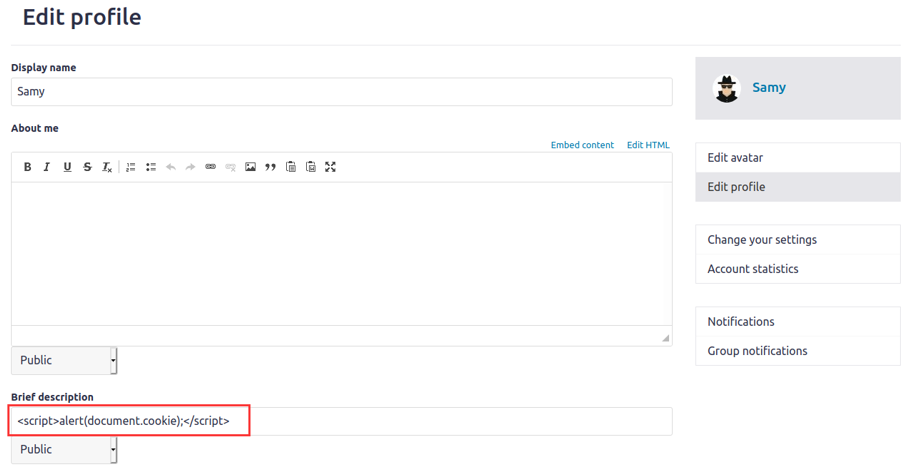 Edit profile
Display name
Samy
Samy
About me
Embed content Edit HTML
B I U S Tx
Edit avatar
Edit profile
Change your settings
Account statistics
Notifications
Group notifications
Public
Brief description
<script>alert(document.cookie);</script>
Public